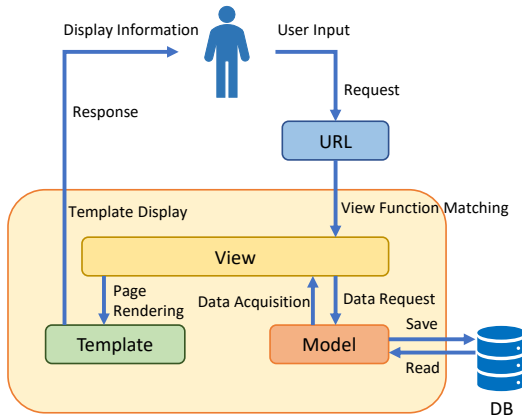 Display Information
User Input
Request
Response
URL
Template Display
View Function Matching
View
Page
Rendering
Data Acquisition
Data Request
Save
Template
Model
Read
DB